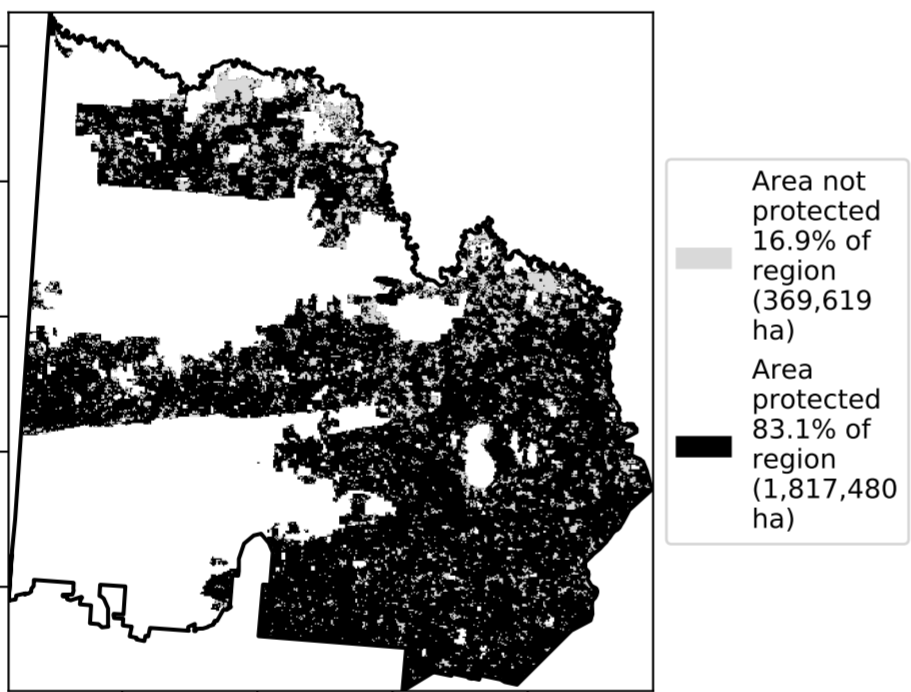 Area not
protected
16.9% of
region
(369,619
ha)
Area
protected
83.1% of
region
(1,817,480
ha)